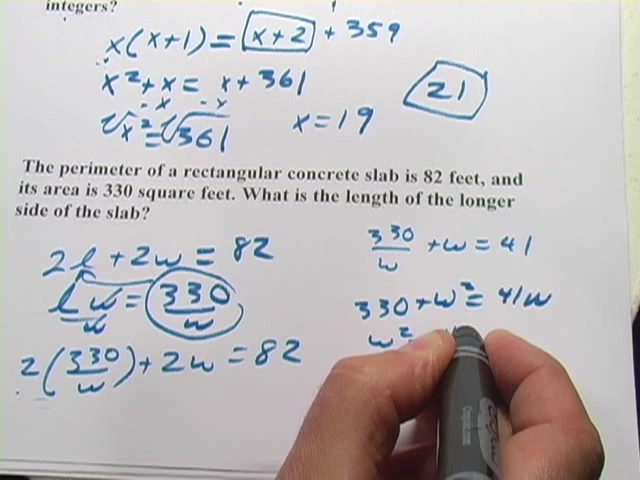 integers?
x(x+1) = x+2 + 359
x² + x = x + 361
- x - x
√x² = √361 x = 19
21
The perimeter of a rectangular concrete slab is 82 feet, and
its area is 330 square feet. What is the length of the longer
side of the slab?
2l + 2w = 82
lw/w = 330/w
2(330/w) + 2w = 82
330/w + w = 41
330 + w² = 41w
w²